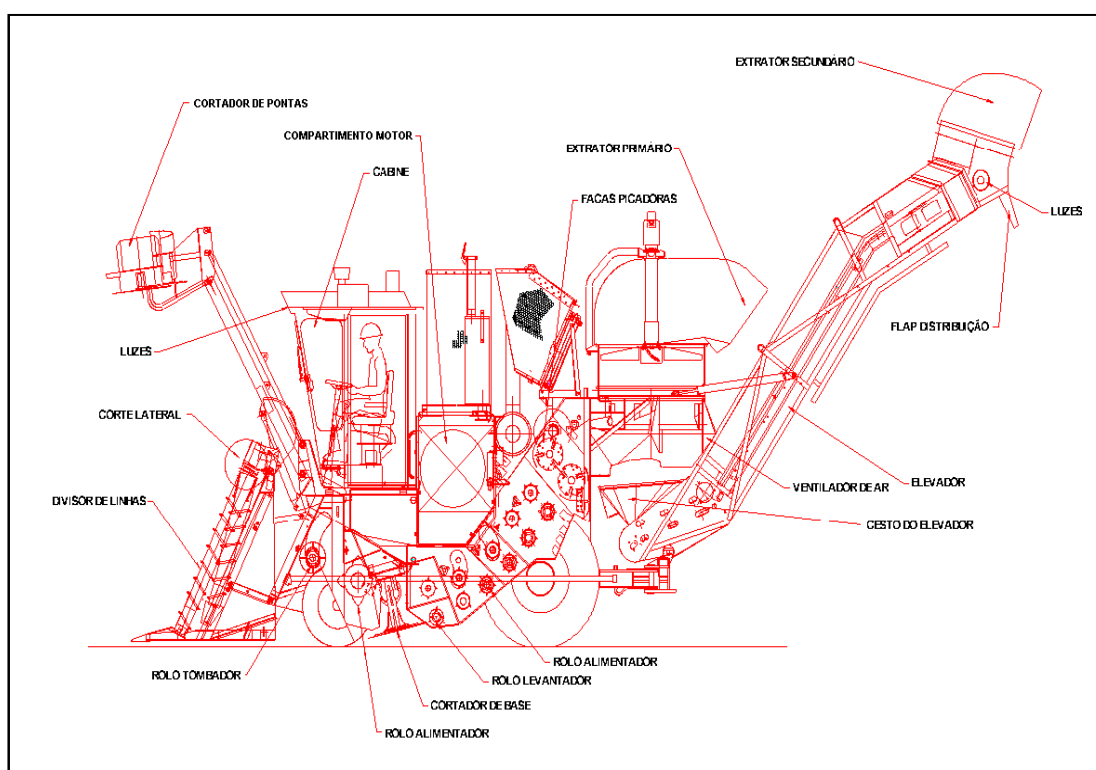 EXTRATOR SECUNDÁRIO
CORTADOR DE PONTAS
COMPARTIMENTO MOTOR
EXTRATOR PRIMÁRIO
CABINE
FACAS PICADORAS
LUZES
FLAP DISTRIBUIÇÃO
LUZES
CORTE LATERAL
DIVISOR DE LINHAS
VENTILADOR DE AR
ELEVADOR
CESTO DO ELEVADOR
ROLO TOMBADOR
ROLO ALIMENTADOR
ROLO LEVANTADOR
CORTADOR DE BASE
ROLO ALIMENTADOR